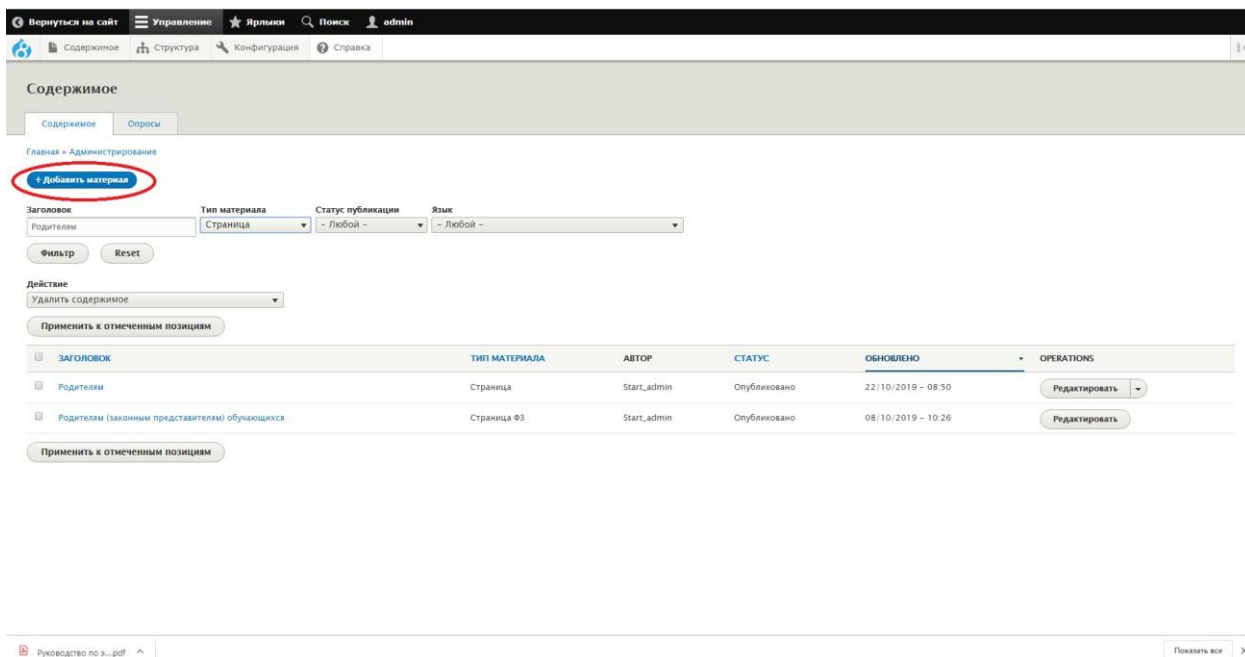 Вернуться на сайт Управление Ярлыки Поиск admin
Содержимое Структура Конфигурация Справка
Содержимое
Содержимое Опросы
Главная » Администрирование
+ Добавить материал
Заголовок Тип материала Статус публикации Язык
Родителям Страница - Любой - - Любой -
Фильтр Reset
Действие
Удалить содержимое
Применить к отмеченным позициям
ЗАГОЛОВОК ТИП МАТЕРИАЛА АВТОР СТАТУС ОБНОВЛЕНО OPERATIONS
Родителям Страница Start_admin Опубликовано 22/10/2019 - 08:50 Редактировать
Родителям (законным представителям) обучающихся Страница ФЗ Start_admin Опубликовано 08/10/2019 - 10:26 Редактировать
Применить к отмеченным позициям
Руководство по э....pdf Показать все